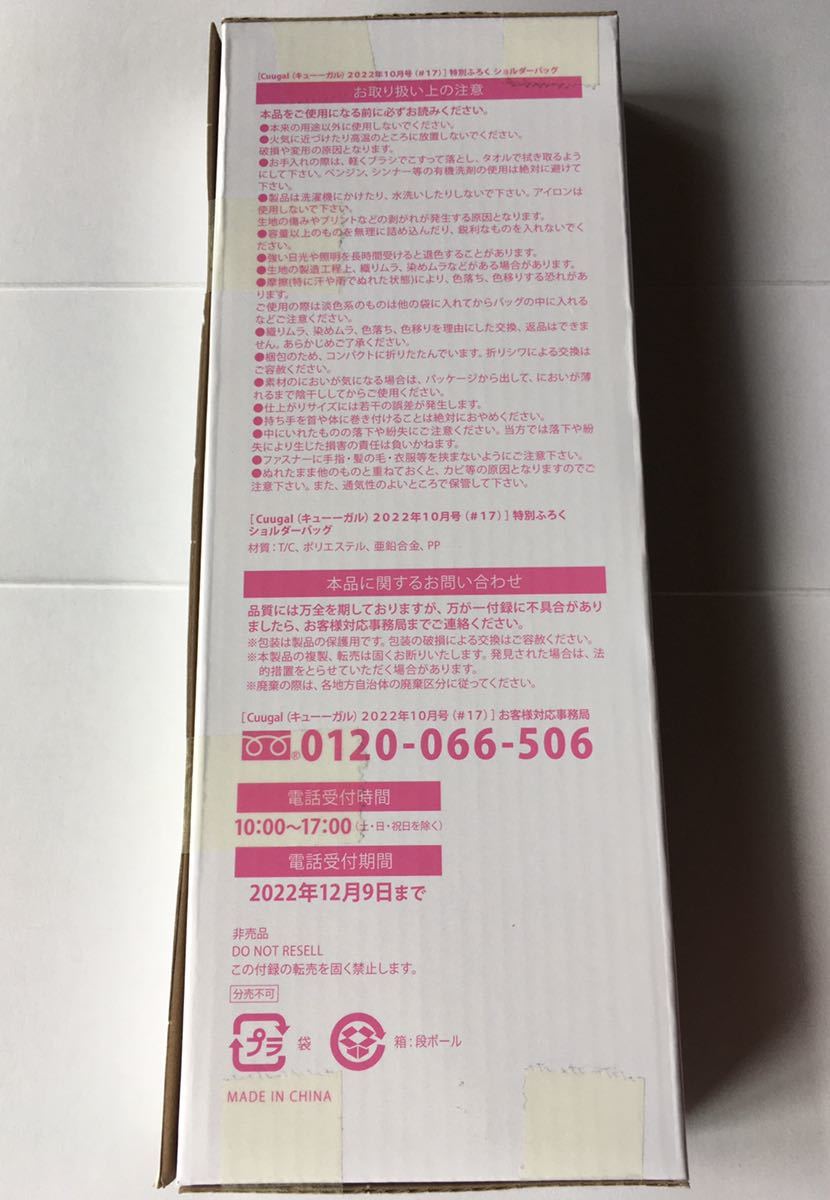 [Cuugal（キューーガル）2022年10月号（#17）] 特別ふろく ショルダーバッグ
お取り扱い上の注意
本品をご使用になる前に必ずお読みください。
●本来の用途以外に使用しないでください。
●火気に近づけたり高温のところに放置しないでください。
破損や変形の原因となります。
●お手入れの際は、軽くブラシでこすって落とし、タオルで拭き取るよう
にして下さい。ベンジン、シンナー等の有機洗剤の使用は絶対に避けて
下さい。
●製品は洗濯機にかけたり、水洗いしたりしないで下さい。アイロンは
使用しないで下さい。
生地の傷みやプリントなどの剥がれが発生する原因となります。
●容量以上のものを無理に詰め込んだり、鋭利なものを入れないでく
ださい。
●強い日光や照明を長時間受けると退色することがあります。
●生地の製造工程上、織りムラ、染めムラなどがある場合があります。
●摩擦(特に汗や雨でぬれた状態)により、色落ち、色移りする恐れがあ
ります。
ご使用の際は淡色系のものは他の袋に入れてからバッグの中に入れる
などご注意ください。
●織りムラ、染めムラ、色落ち、色移りを理由にした交換、返品はできま
せん。あらかじめご了承ください。
●梱包のため、コンパクトに折りたたんでいます。折りシワによる交換は
ご容赦ください。
●素材のにおいが気になる場合は、パッケージから出して、においが薄
れるまで陰干ししてからご使用ください。
●仕上がりサイズには若干の誤差が発生します。
●持ち手を首や体に巻き付けることは絶対におやめください。
●中にいれたものの落下や紛失にご注意ください。当方では落下や紛
失により生じた損害の責任は負いかねます。
●ファスナーに手指・髪の毛・衣服等を挟まないようにご注意下さい。
●ぬれたまま他のものと重ねておくと、カビ等の原因となりますのでご
注意下さい。また、通気性のよいところで保管して下さい。
[Cuugal（キューーガル）2022年10月号（#17）] 特別ふろく
ショルダーバッグ
材質：T/C、ポリエステル、亜鉛合金、PP
本品に関するお問い合わせ
品質には万全を期しておりますが、万が一付録に不具合があり
ましたら、お客様対応事務局までご連絡ください。
※包装は製品の保護用です。包装の破損による交換はご容赦ください。
※本製品の複製、転売は固くお断りいたします。発見された場合は、法
的措置をとらせていただく場合があります。
※廃棄の際は、各地方自治体の廃棄区分に従ってください。
[Cuugal（キューーガル）2022年10月号（#17）] お客様対応事務局
®0120-066-506
電話受付時間
10:00〜17:00（土・日・祝日を除く）
電話受付期間
2022年12月9日まで
非売品
DO NOT RESELL
この付録の転売を固く禁止します。
分売不可
プラ 袋 箱：段ボール
MADE IN CHINA